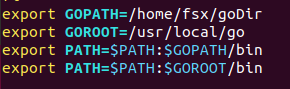 export GOPATH=/home/fsx/goDir
export GOROOT=/usr/local/go
export PATH=$PATH:$GOPATH/bin
export PATH=$PATH:$GOROOT/bin